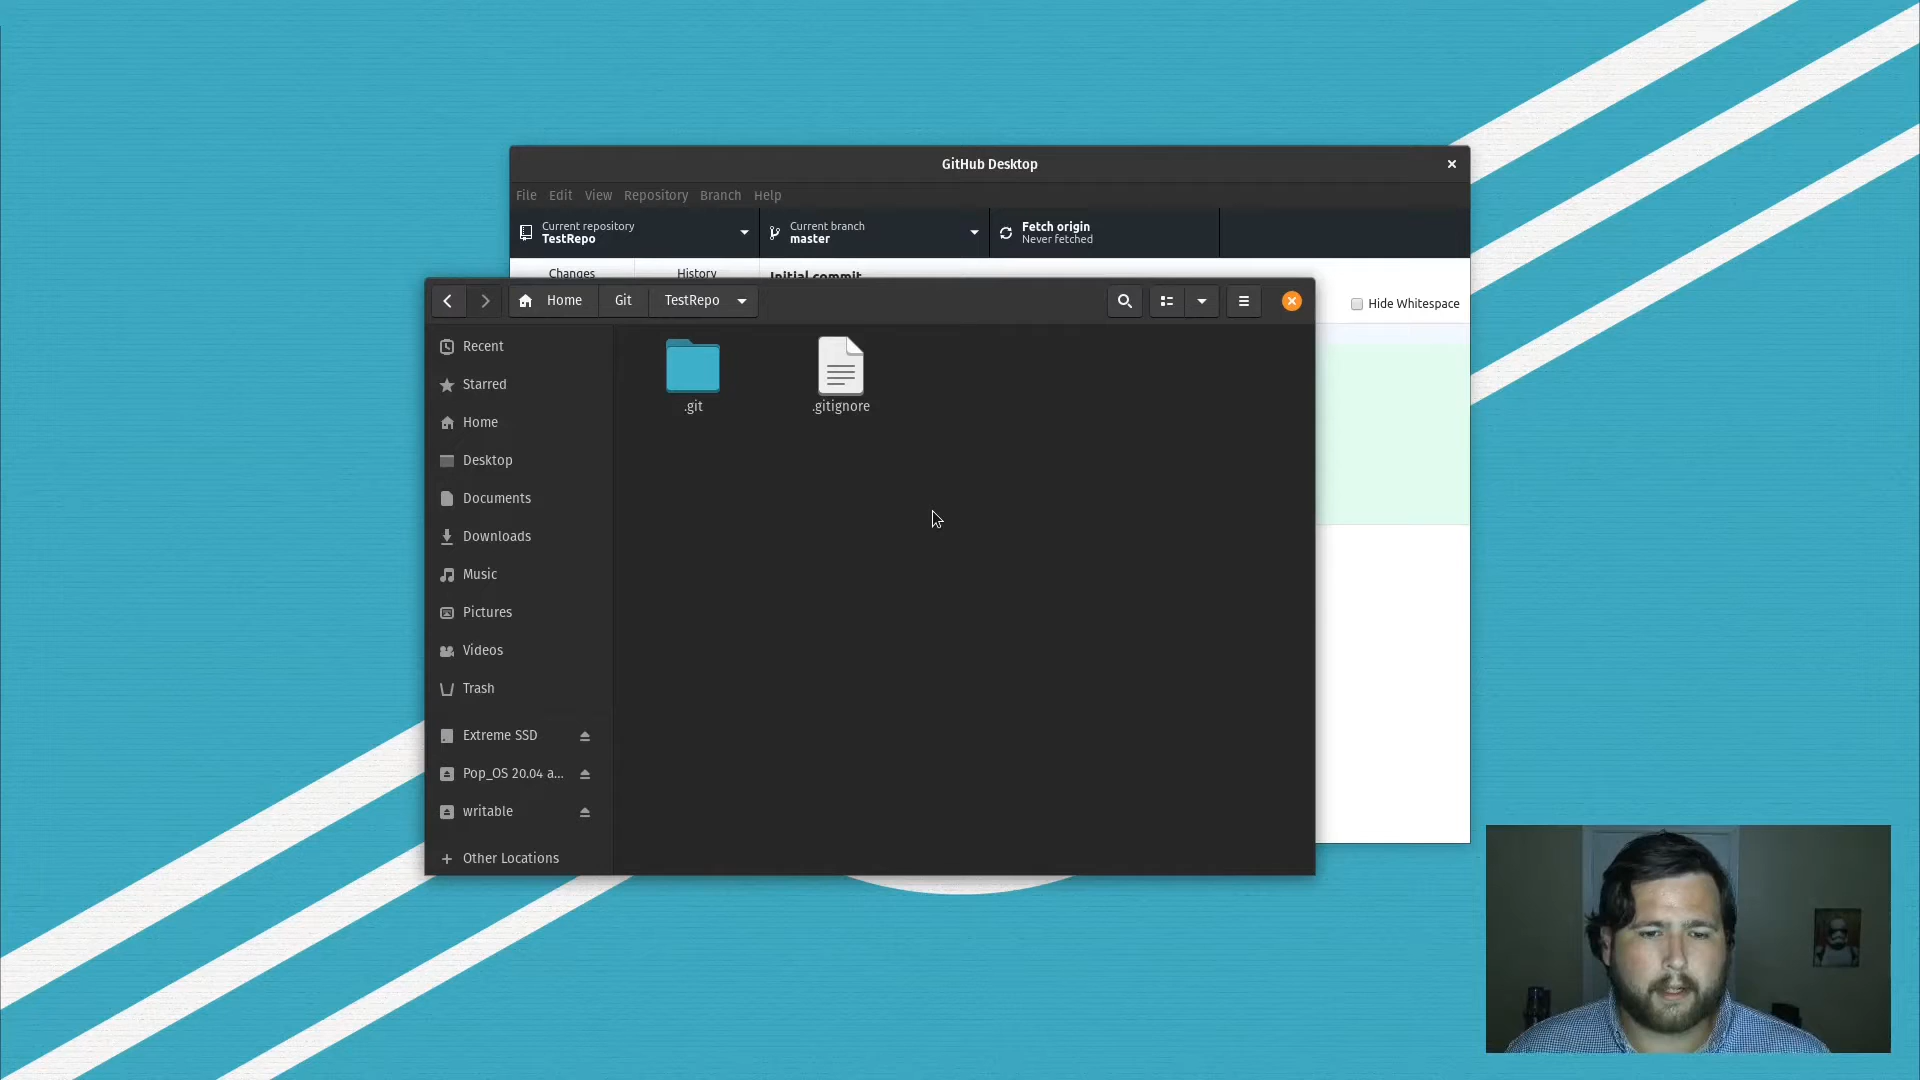 GitHub Desktop
File Edit View Repository Branch Help
Current repository
TestRepo
Current branch
master
Fetch origin
Never fetched
Changes
History
Initial commit
Hide Whitespace
Home
Git
TestRepo
Recent
Starred
Home
Desktop
Documents
Downloads
Music
Pictures
Videos
Trash
Extreme SSD
Pop_OS 20.04 a...
writable
Other Locations
.git
.gitignore